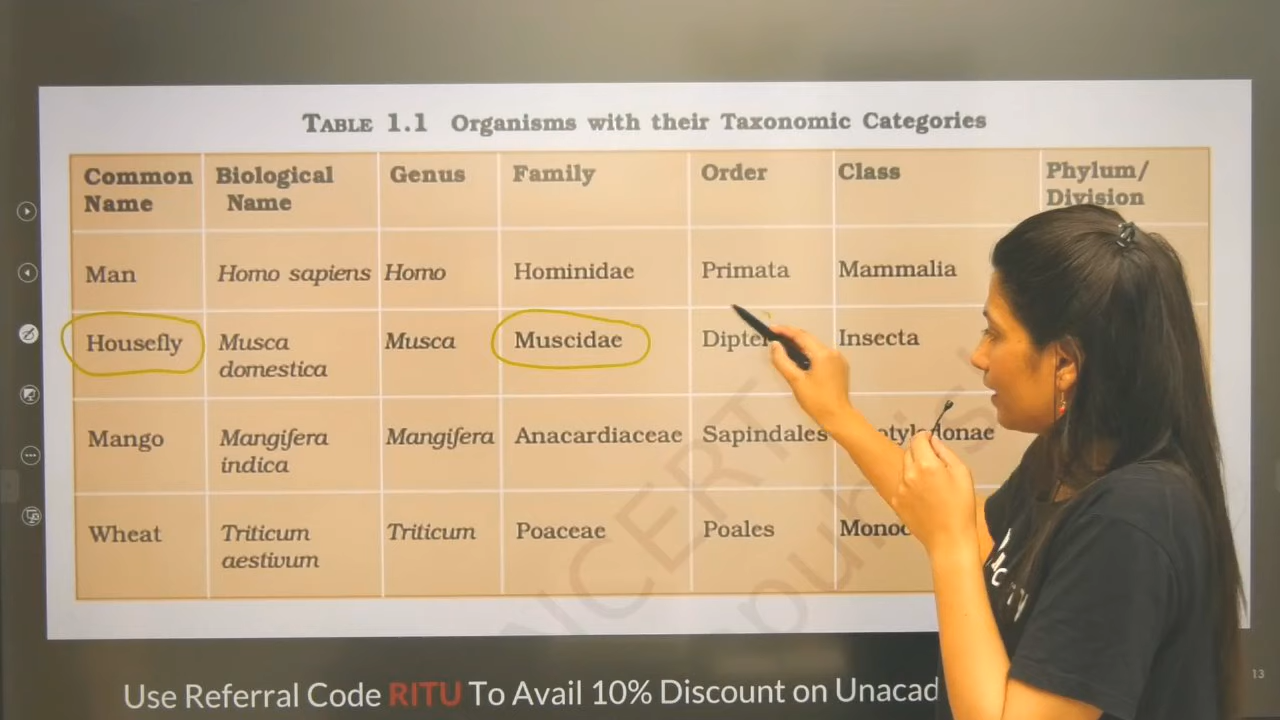 TABLE 1.1 Organisms with their Taxonomic Categories
Common Name Biological Name Genus Family Order Class Phylum/ Division
Man Homo sapiens Homo Hominidae Primata Mammalia
Housefly Musca domestica Musca Muscidae Insecta
Mango Mangifera indica Mangifera Anacardiaceae Sapindales
Wheat Triticum aestivum Triticum Poaceae Poales
NCERT
Use Referral Code RITU To Avail 10% Discount on
13